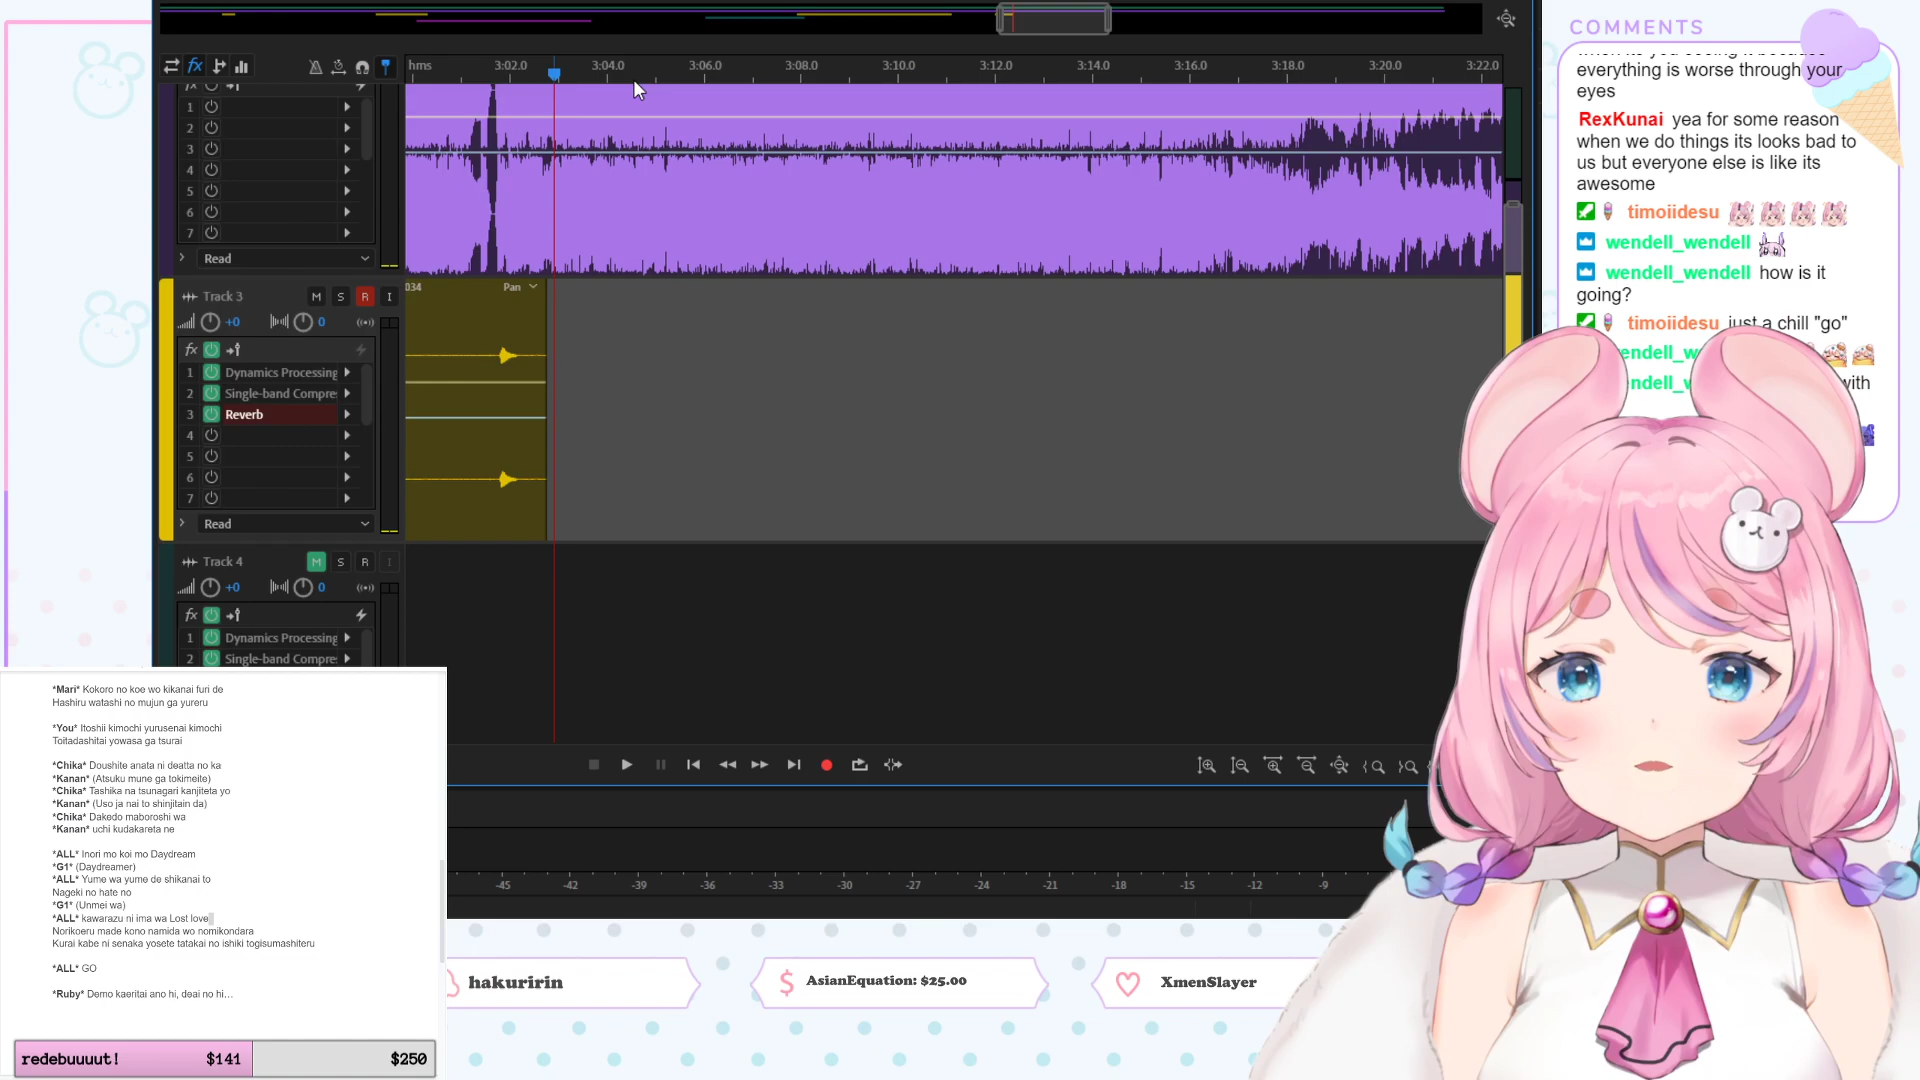 COMMENTS
everything is worse through your
eyes
RexKunai yea for some reason
when we do things its looks bad to
us but everyone else is like its
awesome
timoiidesu
wendell_wendell
wendell_wendell how is it
going?
timoiidesu just a chill "go"
hms 3:02.0 3:04.0 3:06.0 3:08.0 3:10.0 3:12.0 3:14.0 3:16.0 3:18.0 3:20.0 3:22.0
fx
1
2
3
4
5
6
7
Read
Track 3 M S R I
+0 0
fx
1 Dynamics Processing
2 Single-band Compre
3 Reverb
4
5
6
7
Read
034 Pan
Track 4 M S R I
+0 0
fx
1 Dynamics Processing
2 Single-band Compre
-45 -42 -39 -36 -33 -30 -27 -24 -21 -18 -15 -12 -9
*Mari* Kokoro no koe wo kikanai furi de
Hashiru watashi no mujun ga yureru
*You* Itoshii kimochi yurusenai kimochi
Toitadashitai yowasa ga tsurai
*Chika* Doushite anata ni deatta no ka
*Kanan* (Atsuku mune ga tokimeite)
*Chika* Tashika na tsunagari kanjiteta yo
*Kanan* (Uso ja nai to shinjitain da)
*Chika* Dakedo maboroshi wa
*Kanan* uchi kudakareta ne
*ALL* Inori mo koi mo Daydream
*G1* (Daydreamer)
*ALL* Yume wa yume de shikanai to
Nageki no hate no
*G1* (Unmei wa)
*ALL* kawarazu ni ima wa Lost love
Norikoeru made kono namida wo nomikondara
Kurai kabe ni senaka yosete tatakai no ishiki togisumashiteru
*ALL* GO
*Ruby* Demo kaeritai ano hi, deai no hi...
redebuuuut! $141 $250
hakuririn
$ AsianEquation: $25.00
XmenSlayer